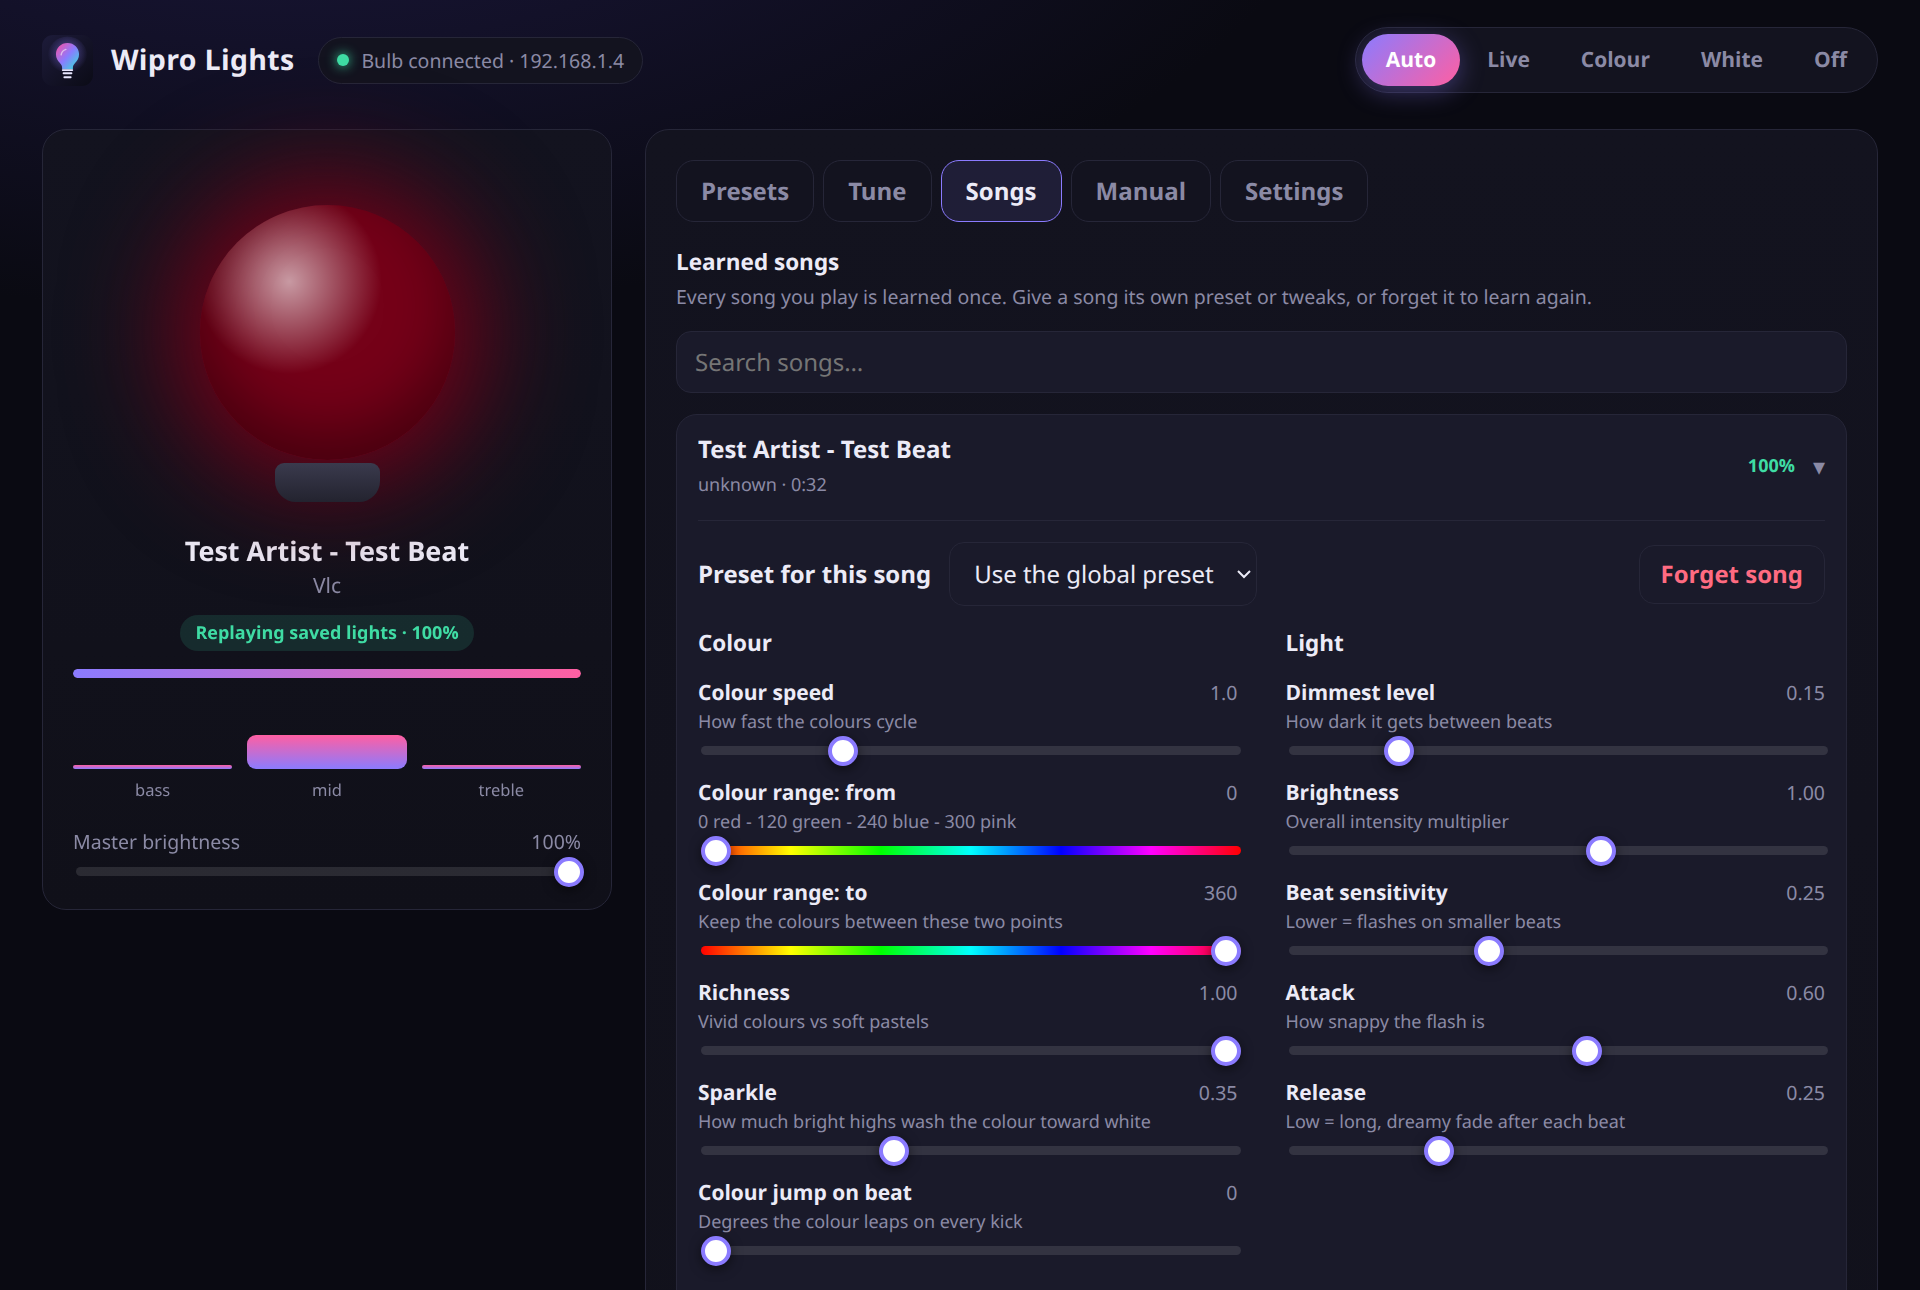 Wipro Lights
Bulb connected · 192.168.1.4
Auto
Live
Colour
White
Off
Test Artist - Test Beat
Vlc
Replaying saved lights · 100%
bass
mid
treble
Master brightness
100%
Presets
Tune
Songs
Manual
Settings
Learned songs
Every song you play is learned once. Give a song its own preset or tweaks, or forget it to learn again.
Search songs...
Test Artist - Test Beat
unknown · 0:32
100%
Preset for this song
Use the global preset
Forget song
Colour
Colour speed
1.0
How fast the colours cycle
Colour range: from
0
0 red - 120 green - 240 blue - 300 pink
Colour range: to
360
Keep the colours between these two points
Richness
1.00
Vivid colours vs soft pastels
Sparkle
0.35
How much bright highs wash the colour toward white
Colour jump on beat
0
Degrees the colour leaps on every kick
Light
Dimmest level
0.15
How dark it gets between beats
Brightness
1.00
Overall intensity multiplier
Beat sensitivity
0.25
Lower = flashes on smaller beats
Attack
0.60
How snappy the flash is
Release
0.25
Low = long, dreamy fade after each beat